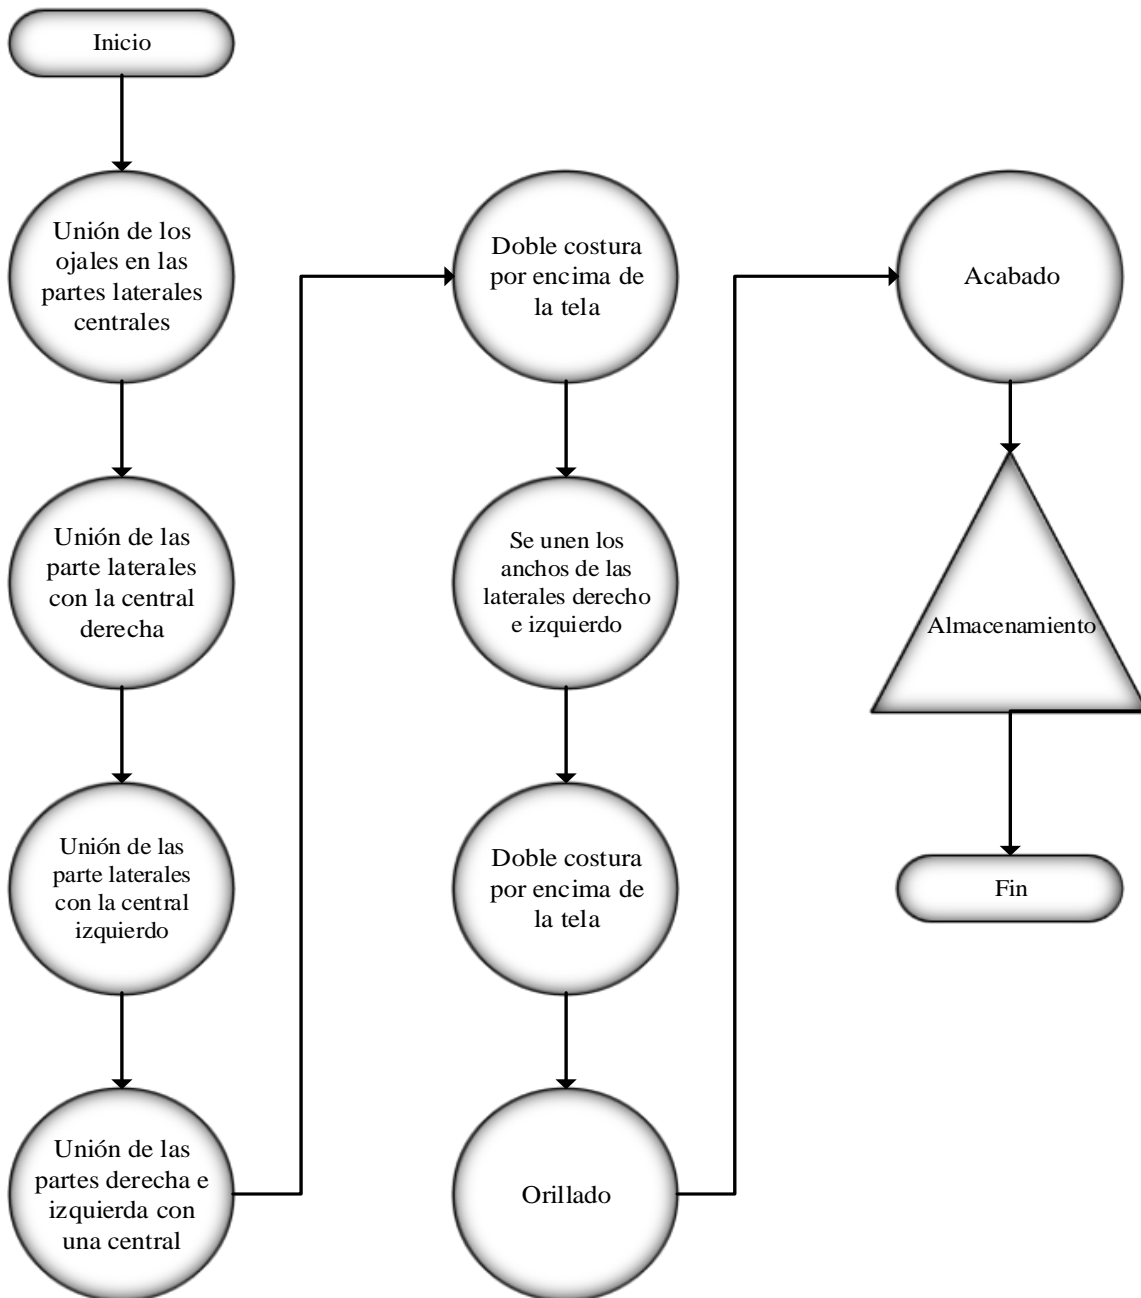 Inicio
Unión de los
ojales en las
partes laterales
centrales
Unión de las
parte laterales
con la central
derecha
Unión de las
parte laterales
con la central
izquierdo
Unión de las
partes derecha e
izquierda con
una central
Doble costura
por encima de
la tela
Se unen los
anchos de las
laterales derecho
e izquierdo
Doble costura
por encima de
la tela
Orillado
Acabado
Almacenamiento
Fin